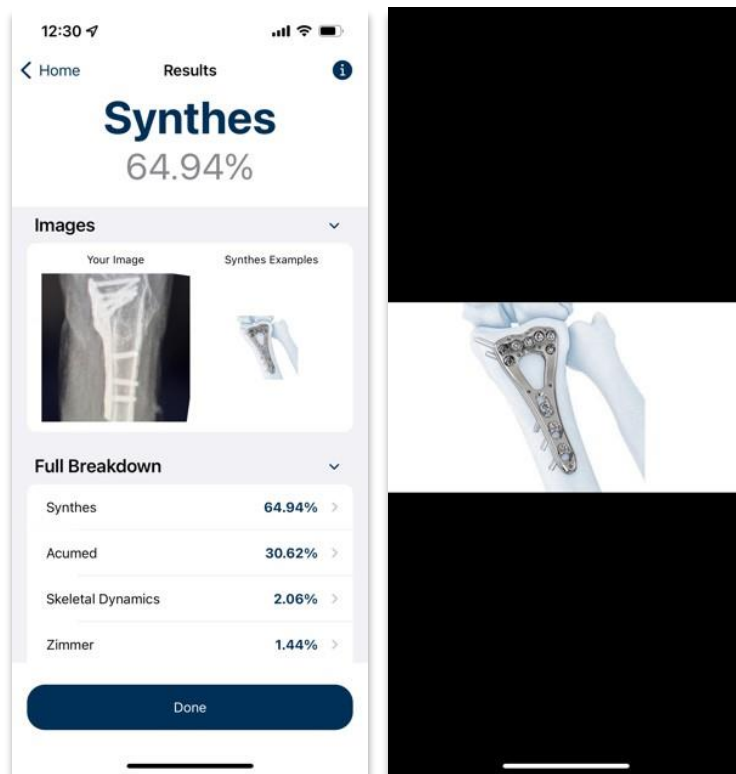 12:30
Home Results
Synthes
64.94%
Images
Your Image Synthes Examples
Full Breakdown
Synthes 64.94%
Acumed 30.62%
Skeletal Dynamics 2.06%
Zimmer 1.44%
Done